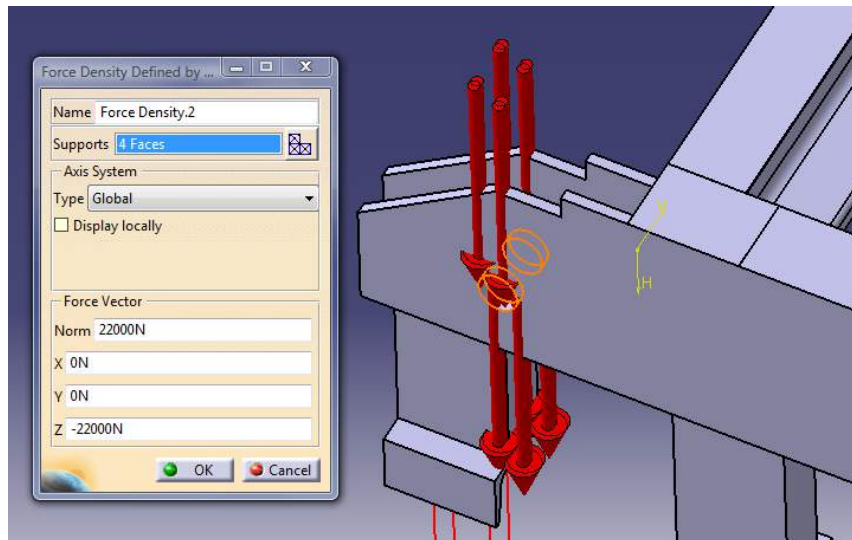 Force Density Defined by ...
Name Force Density.2
Supports 4 Faces
Axis System
Type Global
Display locally
Force Vector
Norm 22000N
X 0N
Y 0N
Z -22000N
OK Cancel
V
H